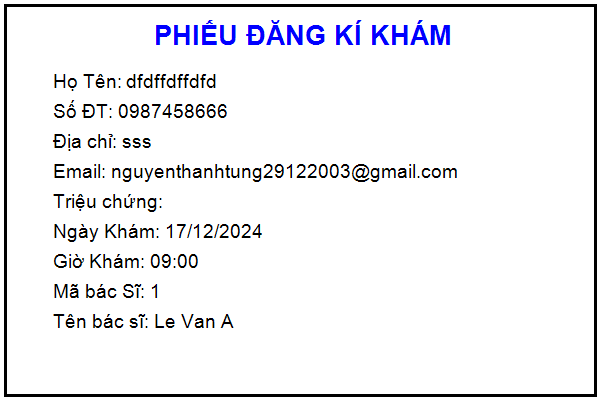 PHIẾU ĐĂNG KÍ KHÁM
Họ Tên: dfdffdffdfd
Số ĐT: 0987458666
Địa chỉ: sss
Email: nguyenthanhtung29122003@gmail.com
Triệu chứng:
Ngày Khám: 17/12/2024
Giờ Khám: 09:00
Mã bác Sĩ: 1
Tên bác sĩ: Le Van A